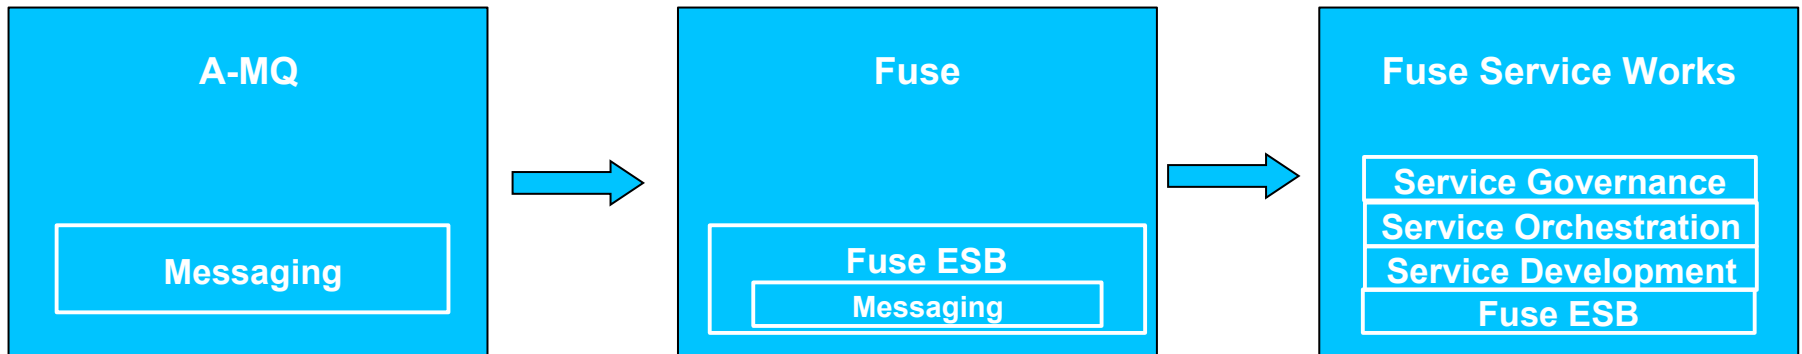 A-MQ
Messaging
Fuse
Fuse ESB
Messaging
Fuse Service Works
Service Governance
Service Orchestration
Service Development
Fuse ESB